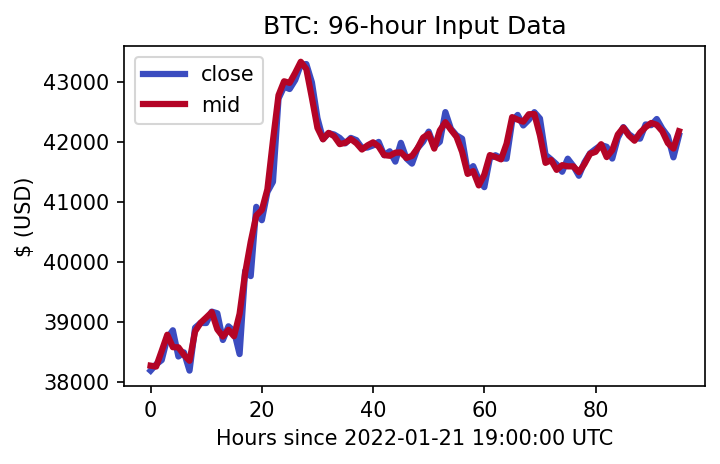 BTC: 96-hour Input Data
close
mid
$ (USD)
43000
42000
41000
40000
39000
38000
0 20 40 60 80
Hours since 2022-01-21 19:00:00 UTC